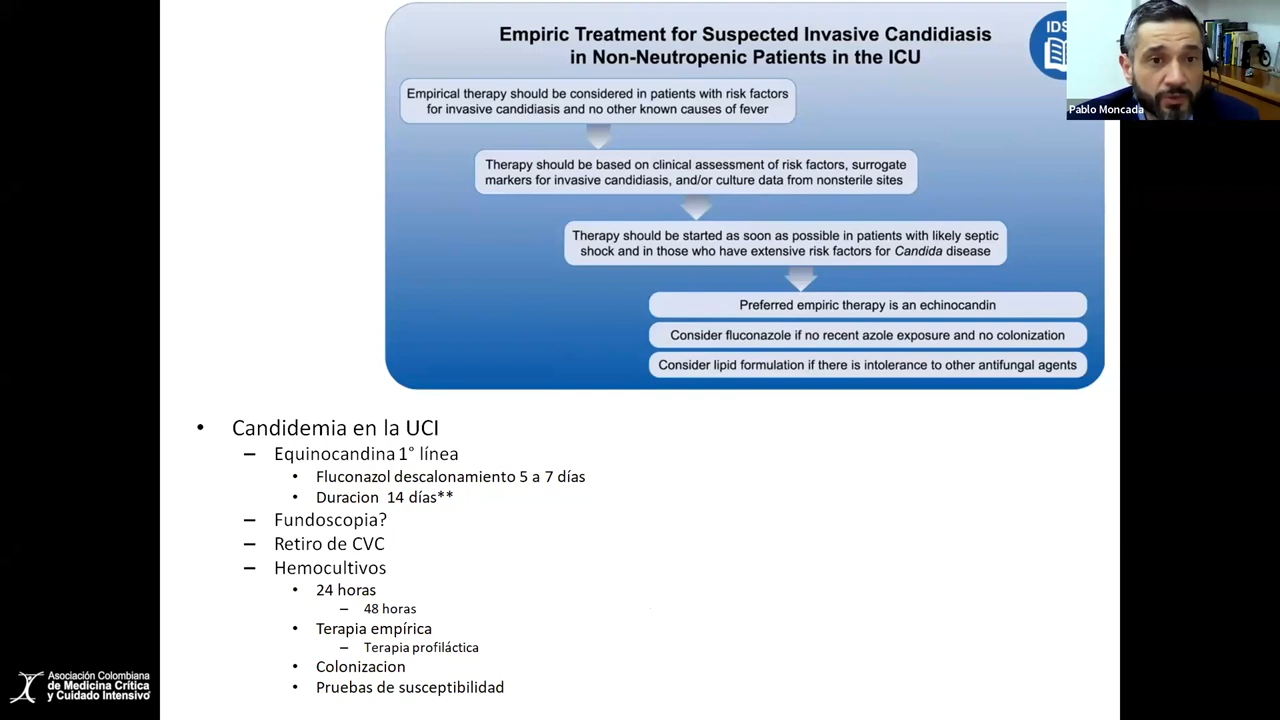 Empiric Treatment for Suspected Invasive Candidiasis
in Non-Neutropenic Patients in the ICU
IDS
Pablo Moncada
Empirical therapy should be considered in patients with risk factors
for invasive candidiasis and no other known causes of fever
Therapy should be based on clinical assessment of risk factors, surrogate
markers for invasive candidiasis, and/or culture data from nonsterile sites
Therapy should be started as soon as possible in patients with likely septic
shock and in those who have extensive risk factors for Candida disease
Preferred empiric therapy is an echinocandin
Consider fluconazole if no recent azole exposure and no colonization
Consider lipid formulation if there is intolerance to other antifungal agents
• Candidemia en la UCI
– Equinocandina 1° línea
• Fluconazol descalonamiento 5 a 7 días
• Duracion 14 días**
– Fundoscopia?
– Retiro de CVC
– Hemocultivos
• 24 horas
– 48 horas
• Terapia empírica
– Terapia profiláctica
• Colonizacion
• Pruebas de susceptibilidad
Asociación Colombiana
de Medicina Crítica
y Cuidado Intensivo